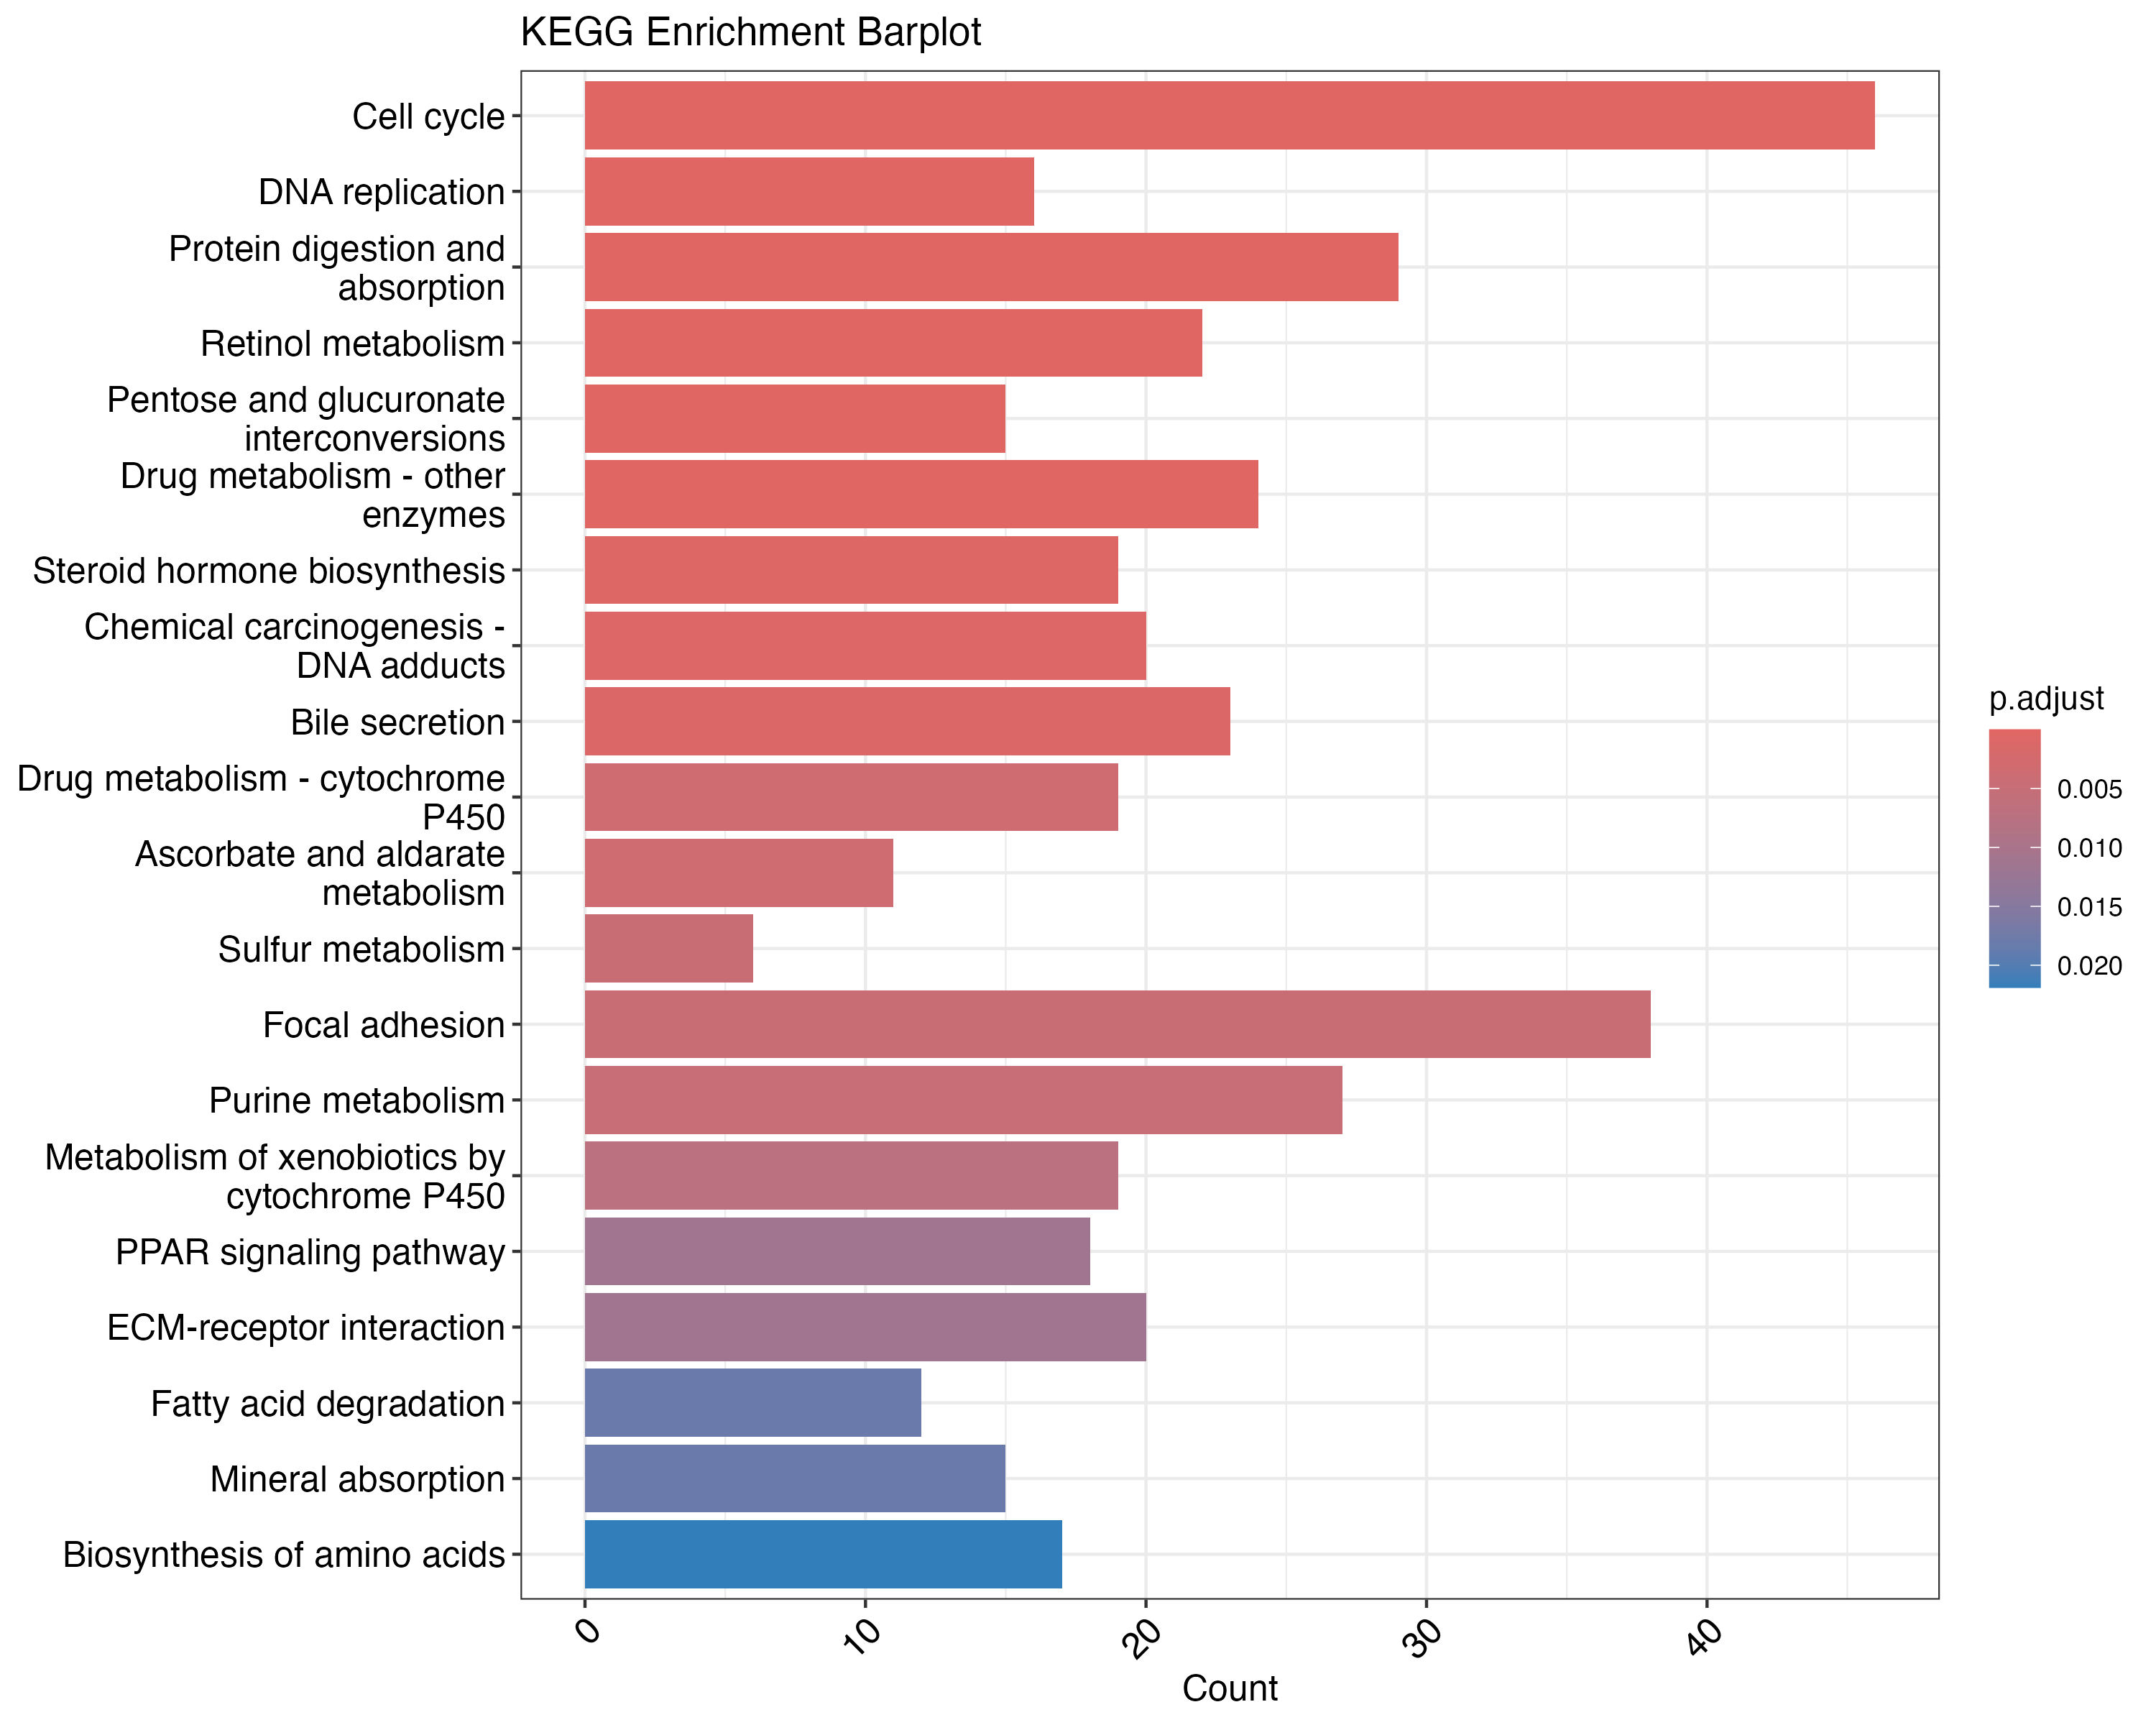 KEGG Enrichment Barplot
Cell cycle
DNA replication
Protein digestion and
absorption
Retinol metabolism
Pentose and glucuronate
interconversions
Drug metabolism - other
enzymes
Steroid hormone biosynthesis
Chemical carcinogenesis -
DNA adducts
Bile secretion
Drug metabolism - cytochrome
P450
Ascorbate and aldarate
metabolism
Sulfur metabolism
Focal adhesion
Purine metabolism
Metabolism of xenobiotics by
cytochrome P450
PPAR signaling pathway
ECM-receptor interaction
Fatty acid degradation
Mineral absorption
Biosynthesis of amino acids
0 10 20 30 40
Count
p.adjust
0.005
0.010
0.015
0.020